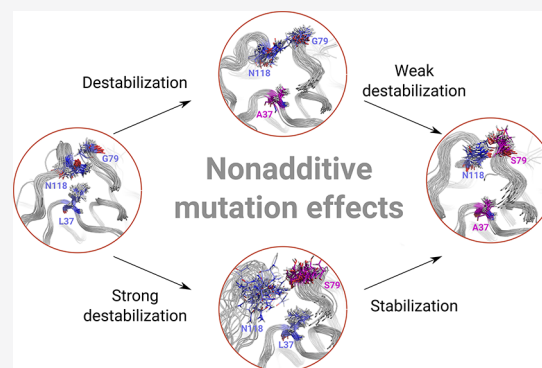 G79
N118
A37
Destabilization
Weak
destabilization
G79
N118
L37
Nonadditive
mutation effects
S79
N118
A37
Strong
destabilization
S79
N118
L37
Stabilization